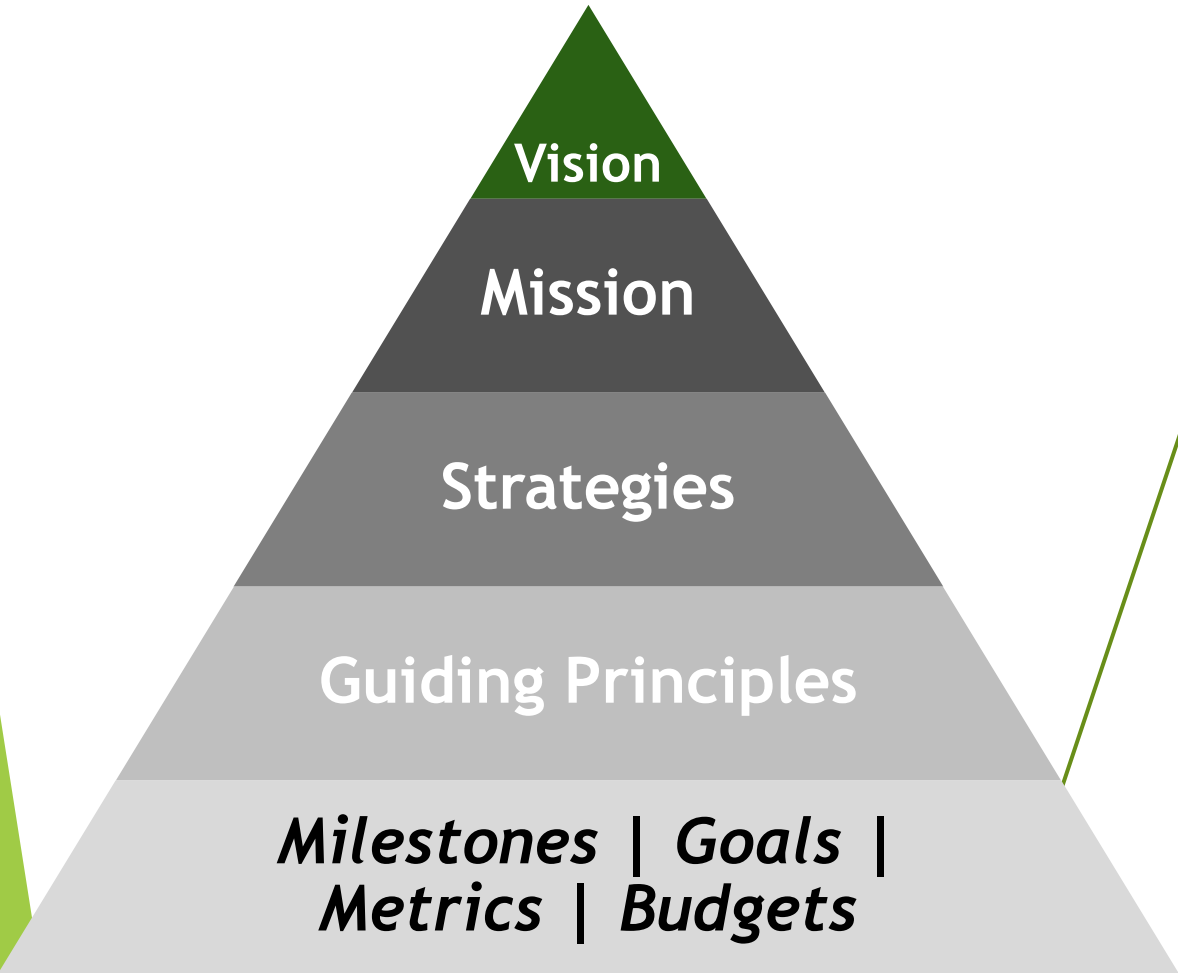 Vision
Mission
Strategies
Guiding Principles
Milestones | Goals |
Metrics | Budgets